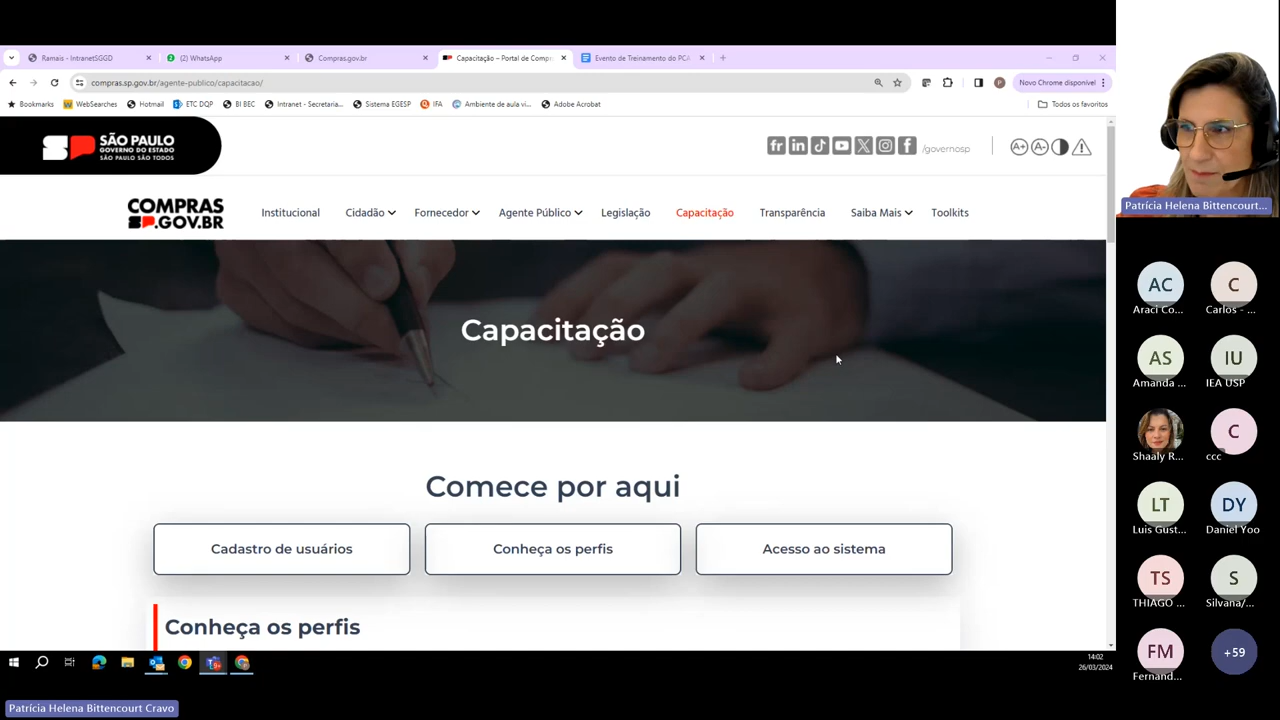 Ramais - IntranetSGGD
(2) WhatsApp
Compras.gov.br
Capacitação – Portal de Compr
Evento de Treinamento do PCA
compras.sp.gov.br/agente-publico/capacitacao/
Novo Chrome disponível
Bookmarks
WebSearches
Hotmail
ETC DQP
BI BEC
Intranet - Secretaria...
Sistema EGESP
IFA
Ambiente de aula vi...
Adobe Acrobat
Todos os favoritos
SÃO PAULO
GOVERNO DO ESTADO
SÃO PAULO SÃO TODOS
/governosp
A+
A-
COMPRAS
SP.GOV.BR
Institucional
Cidadão
Fornecedor
Agente Público
Legislação
Capacitação
Transparência
Saiba Mais
Toolkits
Capacitação
Comece por aqui
Cadastro de usuários
Conheça os perfis
Acesso ao sistema
Conheça os perfis
14:02
26/03/2024
Patrícia Helena Bittencourt Cravo
Patrícia Helena Bittencourt...
AC
Araci Co...
C
Carlos - ...
AS
Amanda ...
IU
IEA USP
Shaaly R...
C
ccc
LT
Luis Gust...
DY
Daniel Yoo
TS
THIAGO ...
S
Silvana/...
FM
Fernand...
+59